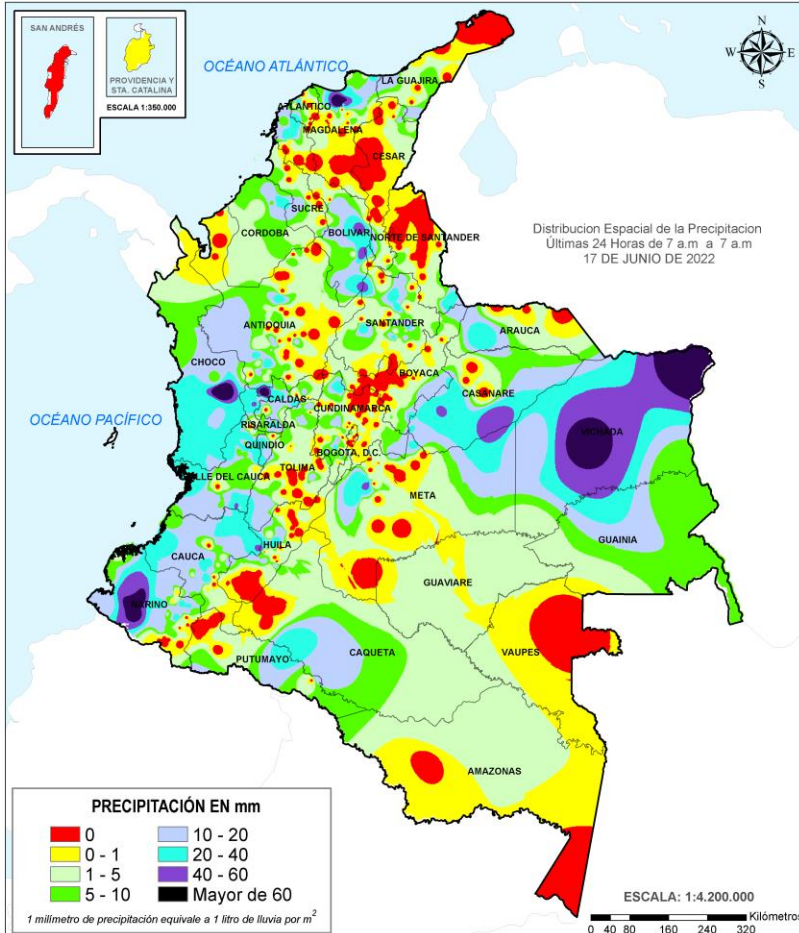 SAN ANDRÉS
PROVIDENCIA Y
STA. CATALINA
ESCALA 1:350.000
N
W E
S
OCÉANO ATLÁNTICO
LA GUAJIRA
ATLANTICO
MAGDALENA
CESAR
SUCRE
CORDOBA
BOLIVAR
NORTE DE SANTANDER
Distribucion Espacial de la Precipitacion
Últimas 24 Horas de 7 a.m a 7 a.m
17 DE JUNIO DE 2022
ANTIOQUIA
SANTANDER
ARAUCA
CHOCO
BOYACA
CASANARE
CALDAS
CUNDINAMARCA
OCÉANO PACÍFICO
RISARALDA
VICHADA
QUINDIO
BOGOTA, D.C.
TOLIMA
VALLE DEL CAUCA
META
GUAINIA
CAUCA
HUILA
GUAVIARE
NARIÑO
CAQUETA
VAUPES
PUTUMAYO
AMAZONAS
PRECIPITACIÓN EN mm
0 10 - 20
0 - 1 20 - 40
1 - 5 40 - 60
5 - 10 Mayor de 60
1 milímetro de precipitación equivale a 1 litro de lluvia por m²
ESCALA: 1:4.200.000
Kilómetros
0 40 80 160 240 320